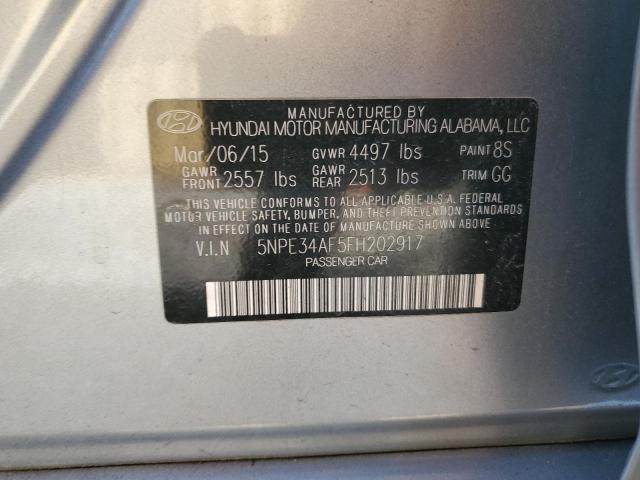 MANUFACTURED BY
HYUNDAI MOTOR MANUFACTURING ALABAMA, LLC
Mar/06/15 GVWR 4497 lbs PAINT 8S
GAWR FRONT 2557 lbs GAWR REAR 2513 lbs TRIM GG
THIS VEHICLE CONFORMS TO ALL APPLICABLE U.S.A. FEDERAL
MOTOR VEHICLE SAFETY, BUMPER, AND THEFT PREVENTION STANDARDS
IN EFFECT ON THE DATE OF MANUFACTURE SHOWN ABOVE
V.I.N 5NPE34AF5FH202917
PASSENGER CAR